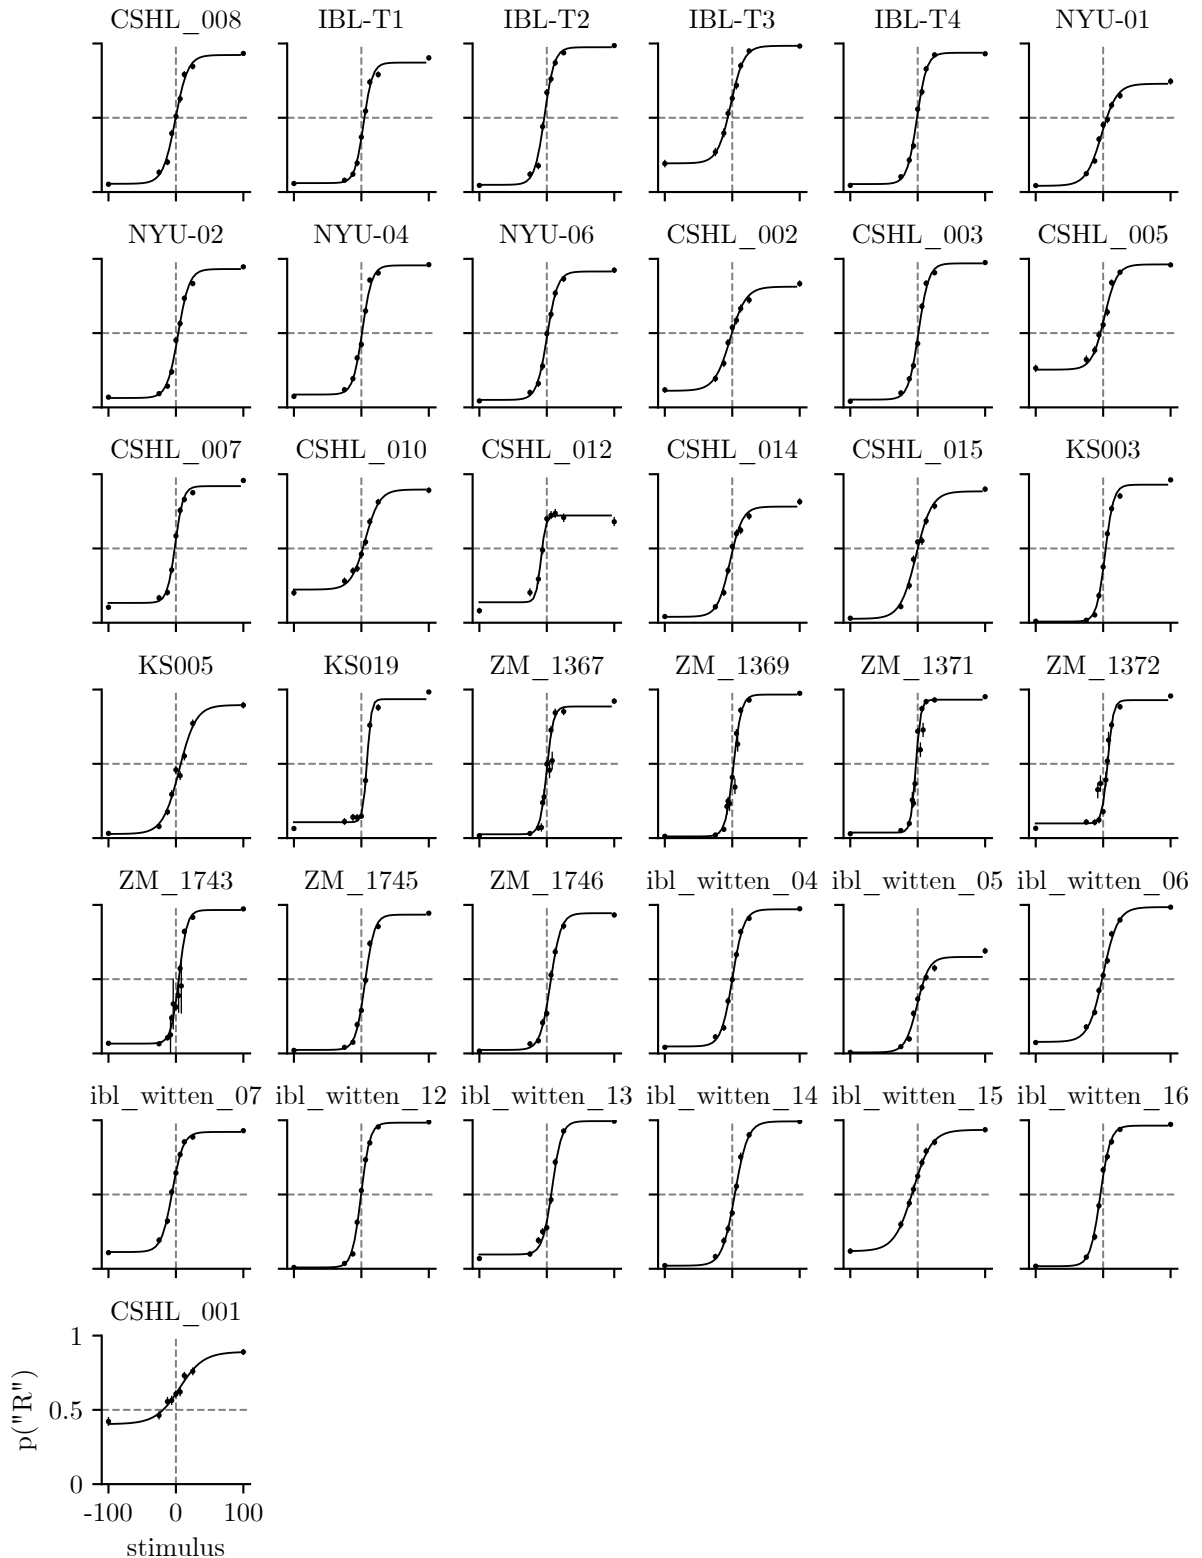 CSHL_008 IBL-T1 IBL-T2 IBL-T3 IBL-T4 NYU-01
NYU-02 NYU-04 NYU-06 CSHL_002 CSHL_003 CSHL_005
CSHL_007 CSHL_010 CSHL_012 CSHL_014 CSHL_015 KS003
KS005 KS019 ZM_1367 ZM_1369 ZM_1371 ZM_1372
ZM_1743 ZM_1745 ZM_1746 ibl_witten_04 ibl_witten_05 ibl_witten_06
ibl_witten_07 ibl_witten_12 ibl_witten_13 ibl_witten_14 ibl_witten_15 ibl_witten_16
CSHL_001
1
0.5
0
p("R")
-100 0 100
stimulus